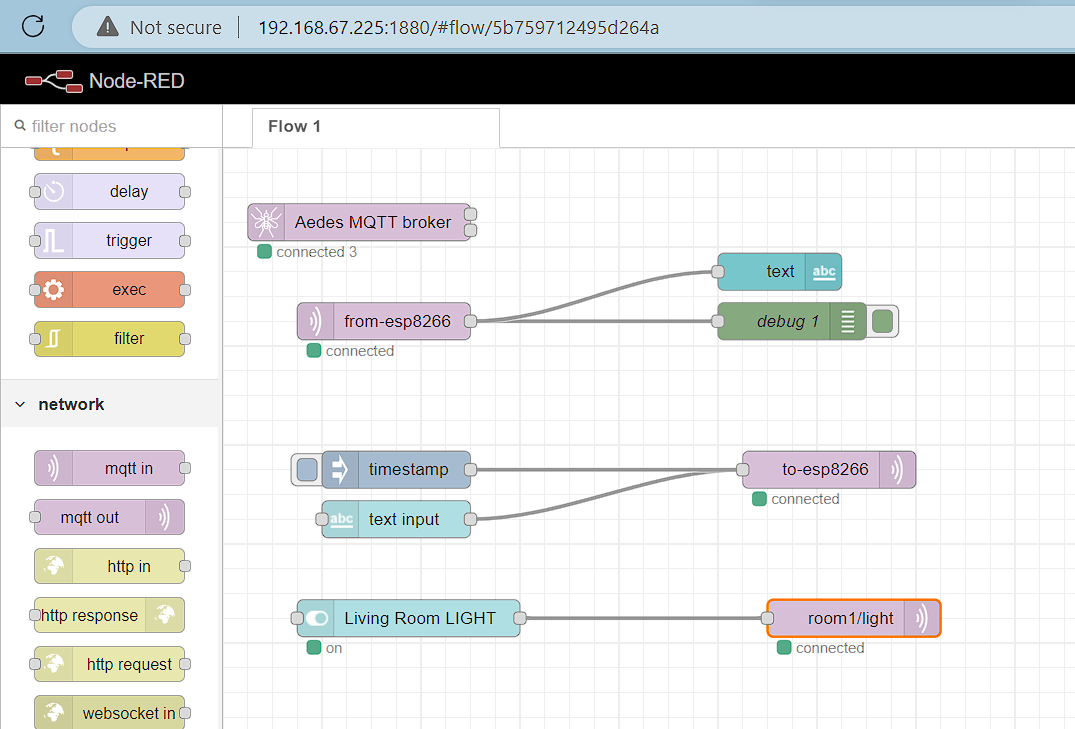 Not secure
192.168.67.225:1880/#flow/5b759712495d264a
Node-RED
filter nodes
Flow 1
delay
trigger
exec
filter
network
mqtt in
mqtt out
http in
http response
http request
websocket in
Aedes MQTT broker
connected 3
text
abc
from-esp8266
connected
debug 1
timestamp
to-esp8266
connected
abc
text input
Living Room LIGHT
on
room1/light
connected